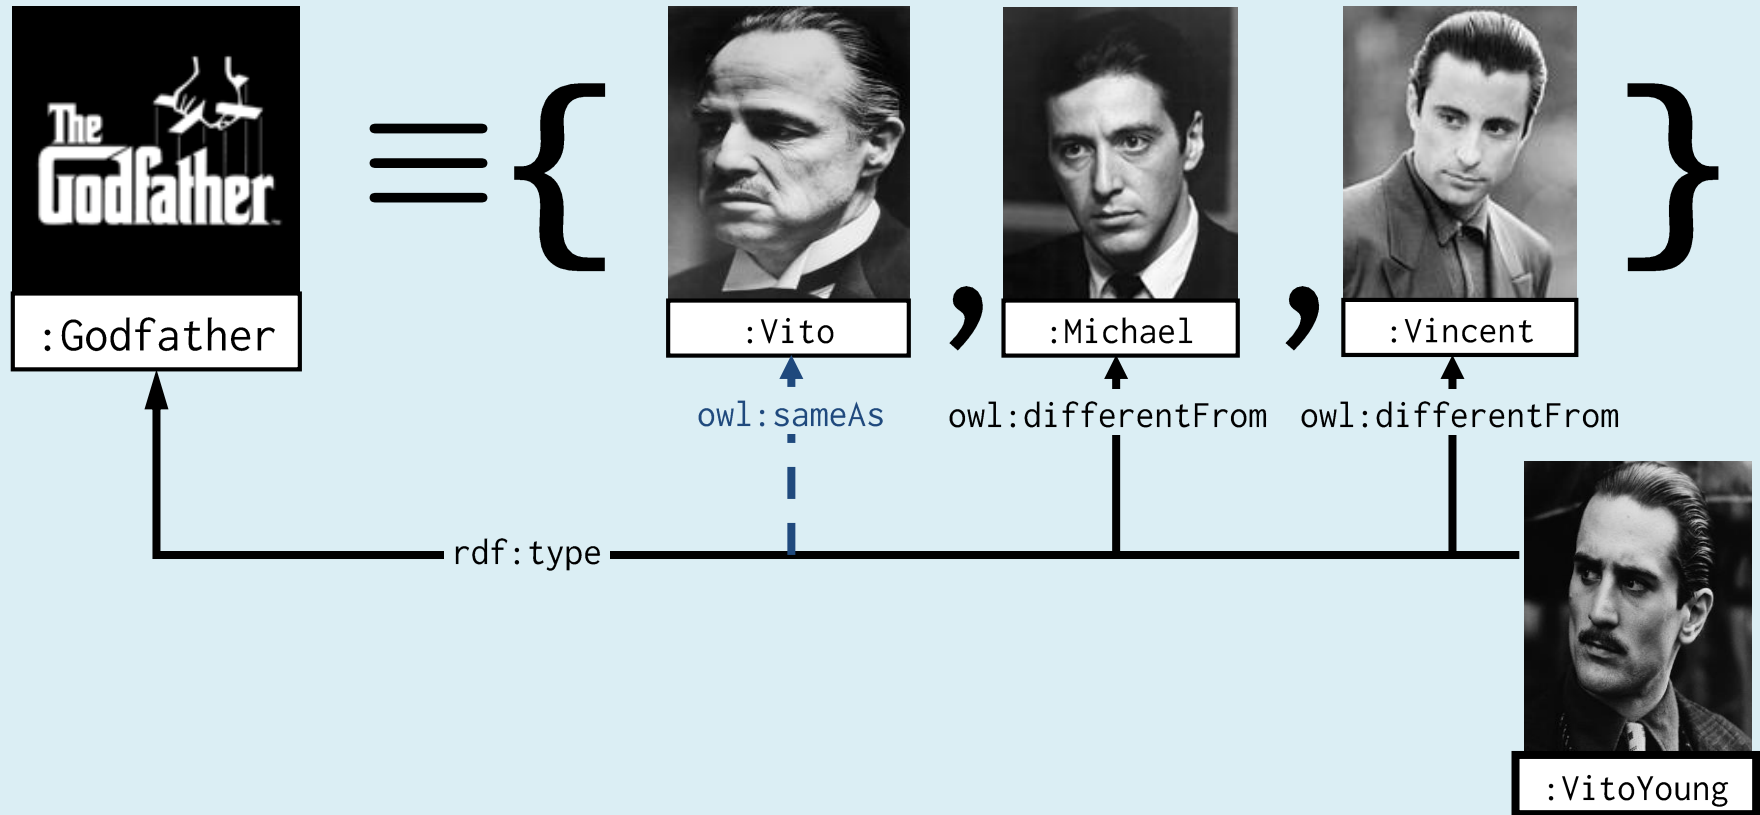 The
Godfather
≡ { , , }
:Godfather
:Vito
:Michael
:Vincent
owl:sameAs
owl:differentFrom
owl:differentFrom
rdf:type
:VitoYoung